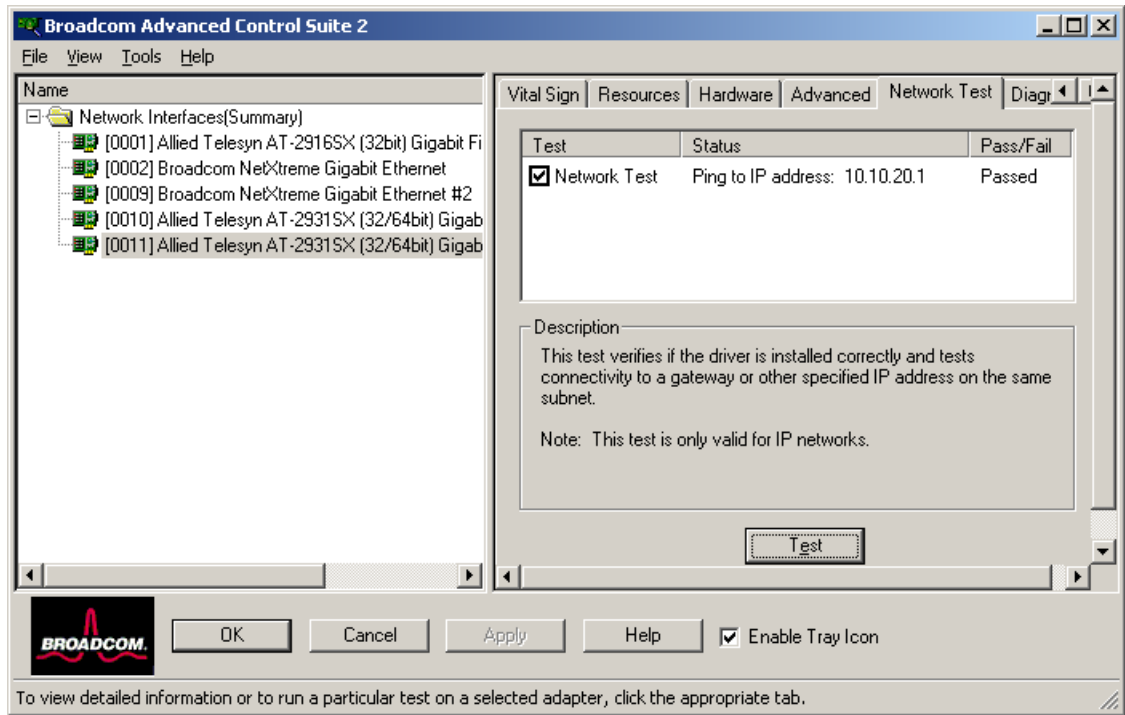 Broadcom Advanced Control Suite 2
File View Tools Help
Name
Network Interfaces(Summary)
[0001] Allied Telesyn AT-2916SX (32bit) Gigabit Fi
[0002] Broadcom NetXtreme Gigabit Ethernet
[0009] Broadcom NetXtreme Gigabit Ethernet #2
[0010] Allied Telesyn AT-2931SX (32/64bit) Gigab
[0011] Allied Telesyn AT-2931SX (32/64bit) Gigab
Vital Sign Resources Hardware Advanced Network Test Diagr
Test Status Pass/Fail
Network Test Ping to IP address: 10.10.20.1 Passed
Description
This test verifies if the driver is installed correctly and tests
connectivity to a gateway or other specified IP address on the same
subnet.
Note: This test is only valid for IP networks.
Test
BROADCOM.
OK Cancel Apply Help Enable Tray Icon
To view detailed information or to run a particular test on a selected adapter, click the appropriate tab.